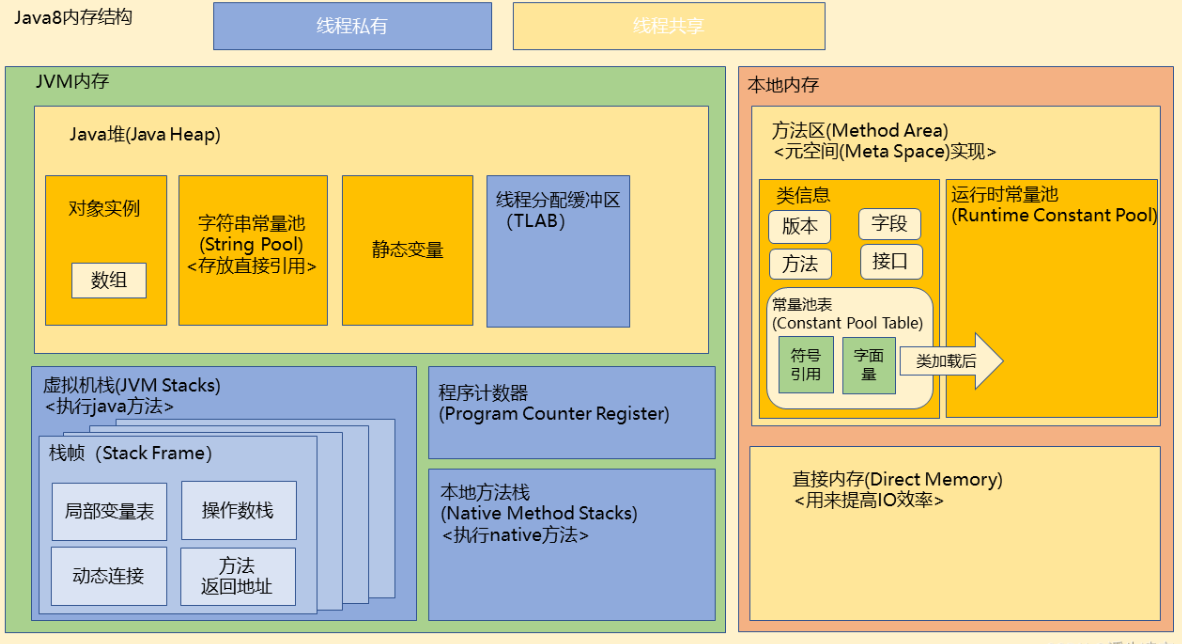 Java8内存结构
线程私有
线程共享
JVM内存
Java堆(Java Heap)
对象实例
数组
字符串常量池
(String Pool)
<存放直接引用>
静态变量
线程分配缓冲区
（TLAB）
虚拟机栈(JVM Stacks)
<执行java方法>
栈帧（Stack Frame）
局部变量表
操作数栈
动态连接
方法
返回地址
程序计数器
(Program Counter Register)
本地方法栈
(Native Method Stacks)
<执行native方法>
本地内存
方法区(Method Area)
<元空间(Meta Space)实现>
类信息
版本
字段
方法
接口
常量池表
(Constant Pool Table)
符号
引用
字面
量
类加载后
运行时常量池
(Runtime Constant Pool)
直接内存(Direct Memory)
<用来提高IO效率>